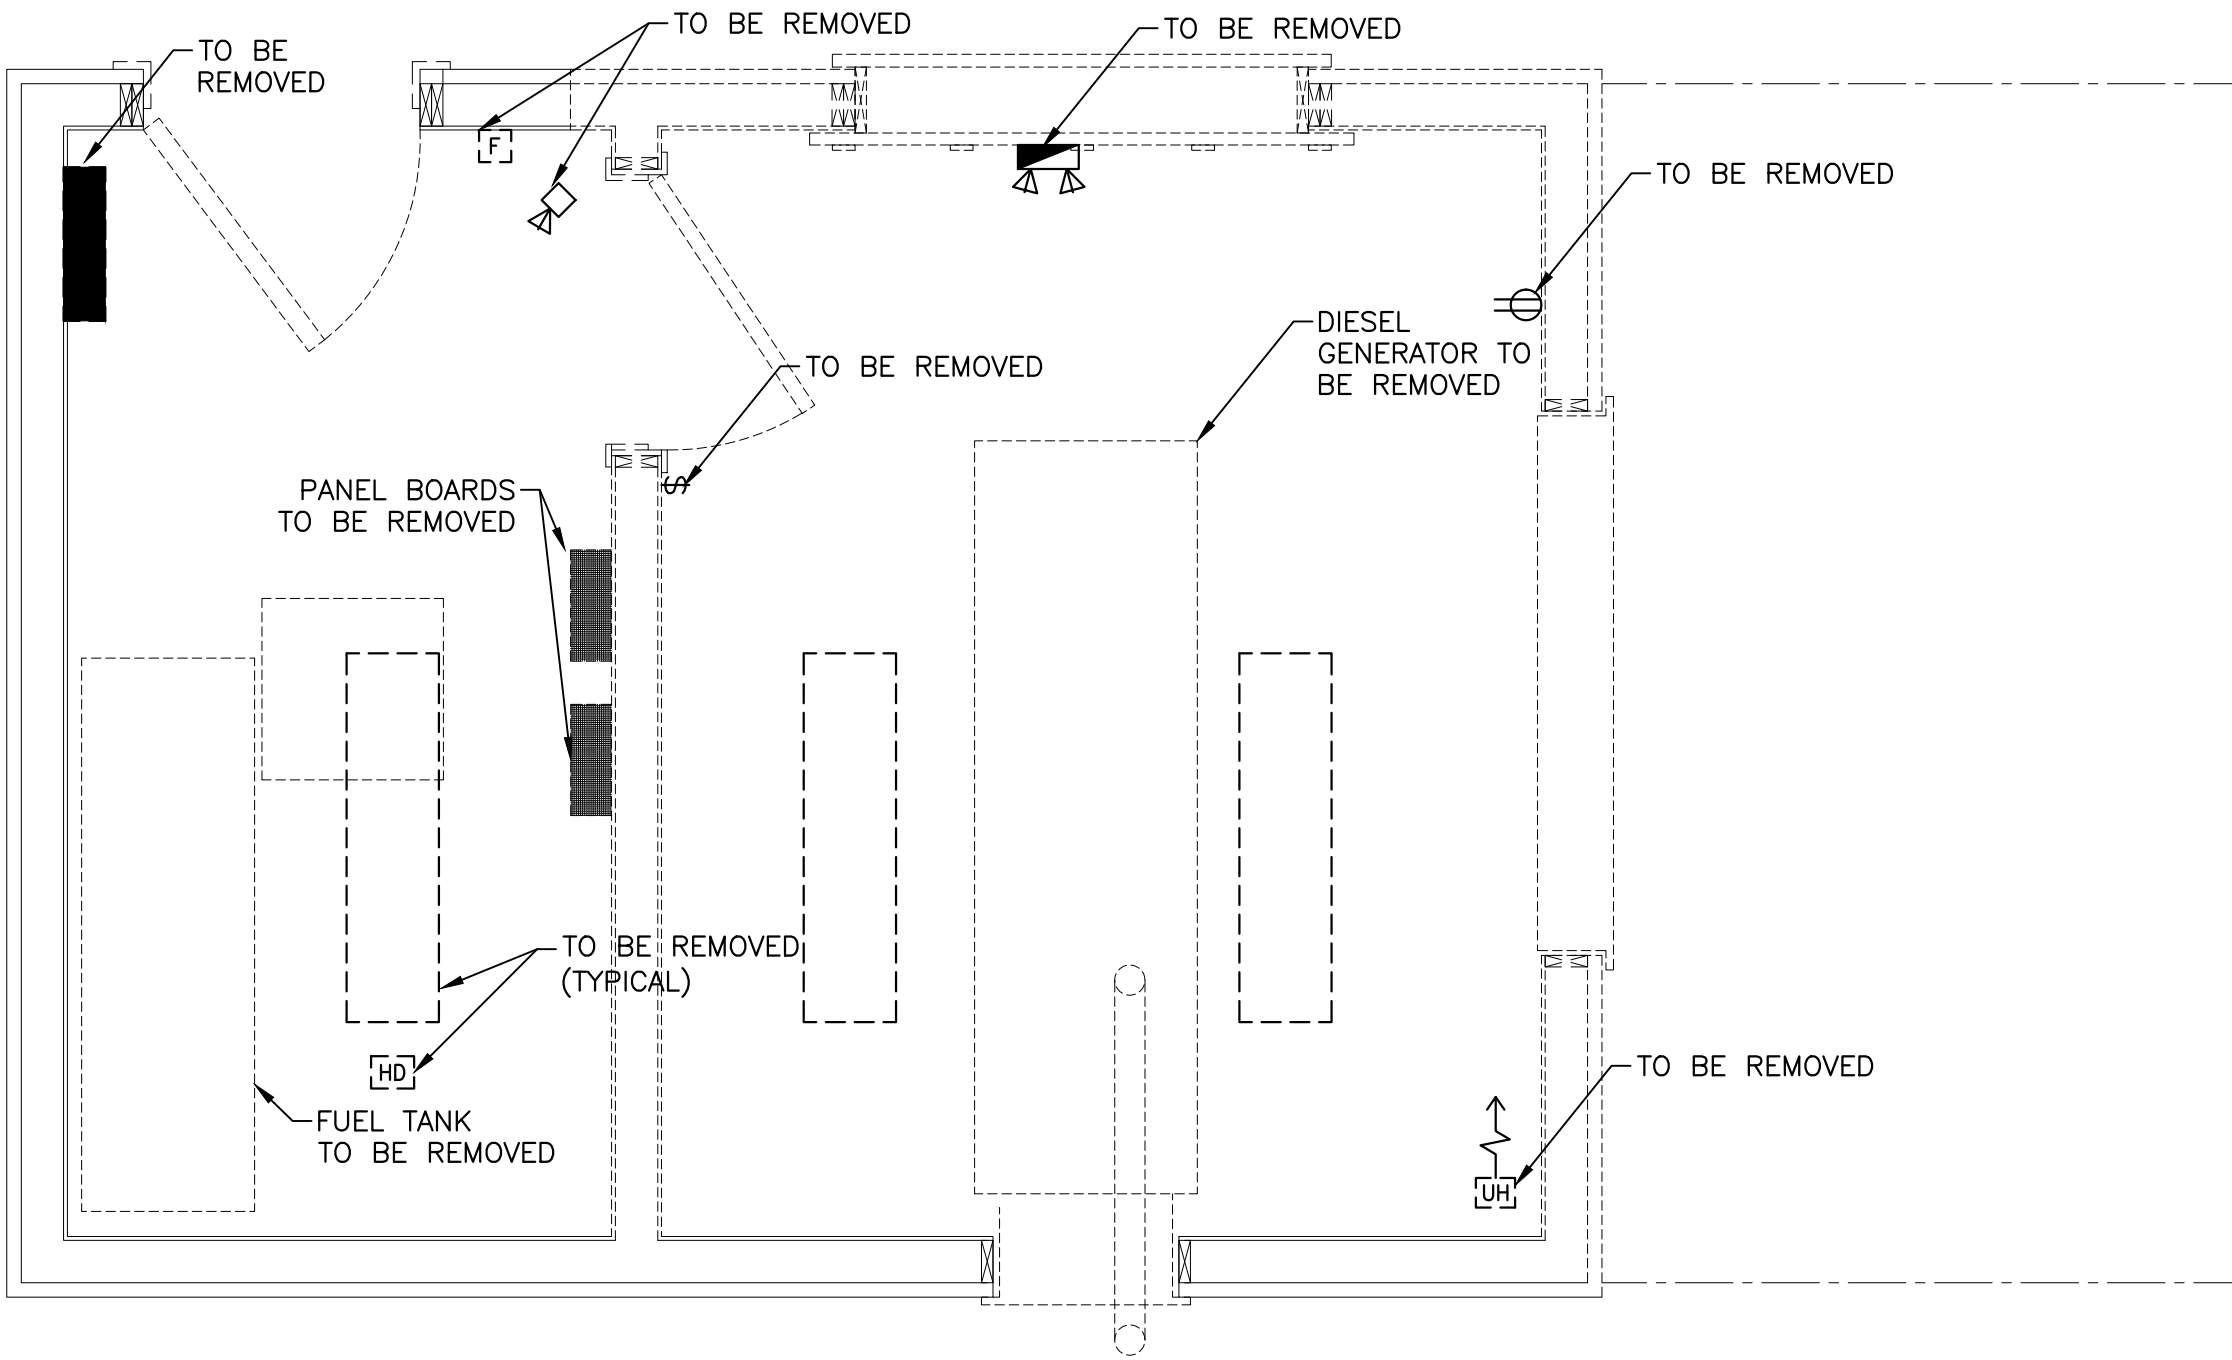 TO BE REMOVED
TO BE REMOVED
TO BE
REMOVED
F
TO BE REMOVED
DIESEL
GENERATOR TO
BE REMOVED
TO BE REMOVED
S
PANEL BOARDS
TO BE REMOVED
TO BE REMOVED
(TYPICAL)
HD
TO BE REMOVED
FUEL TANK
TO BE REMOVED
UH